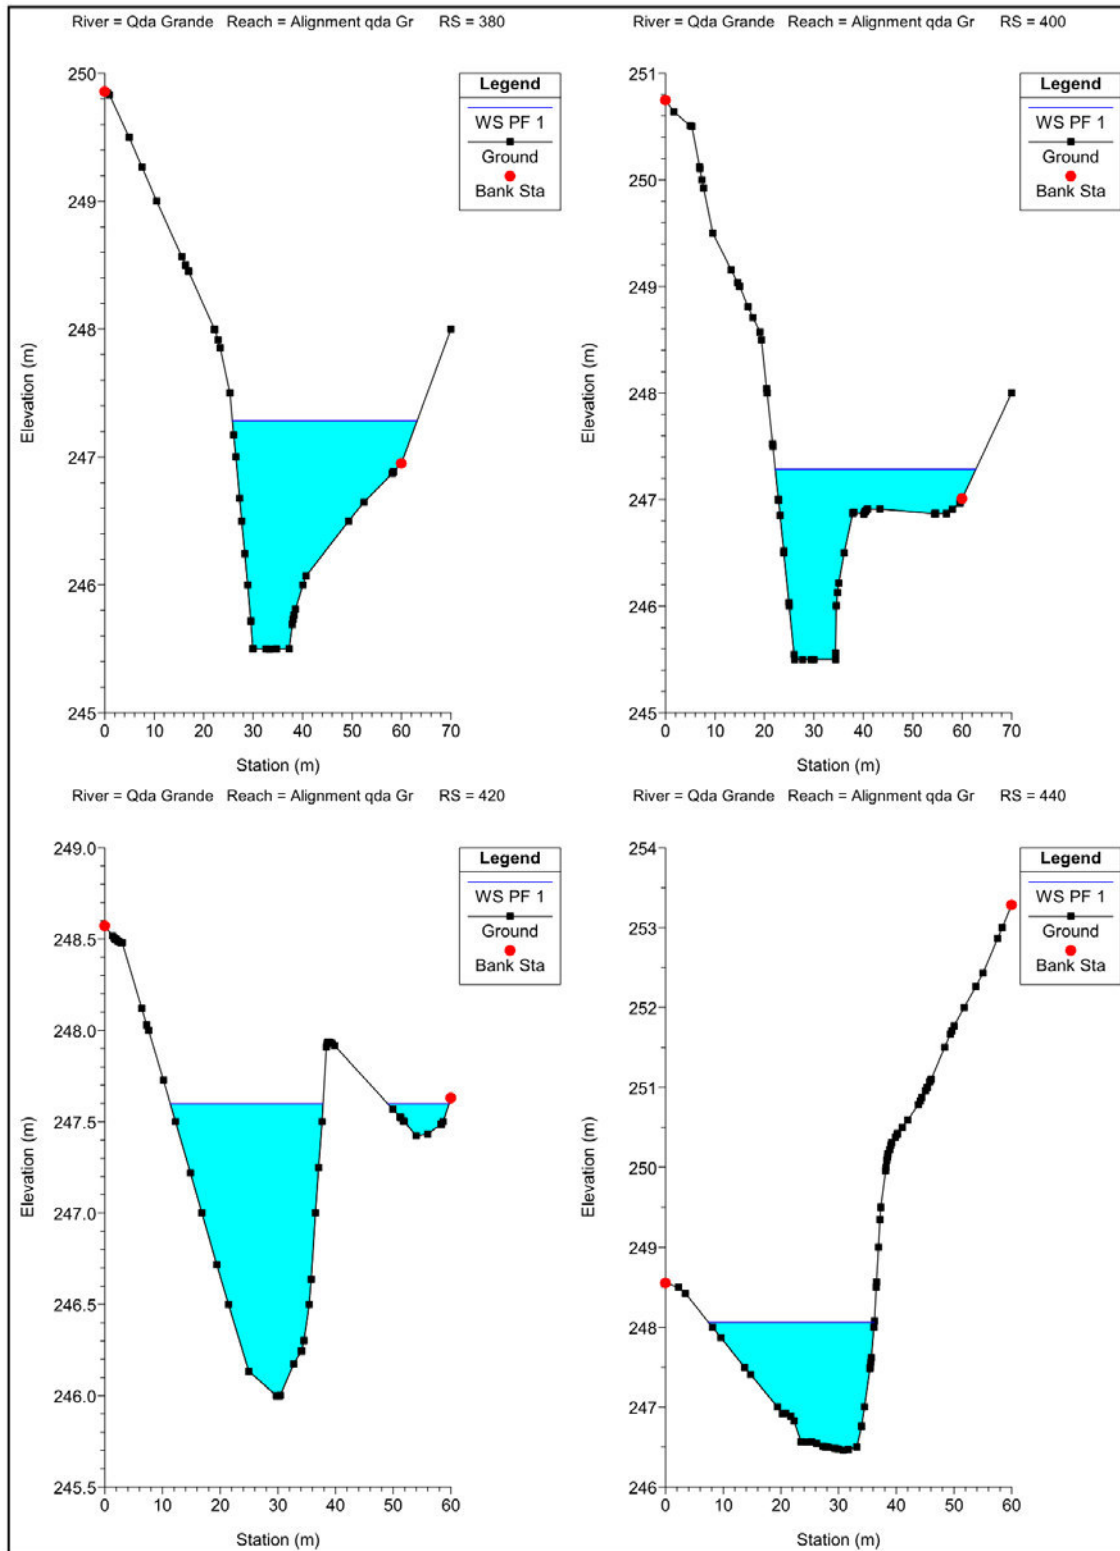 River = Qda Grande Reach = Alignment qda Gr RS = 380
250
249
248
247
246
245
0 10 20 30 40 50 60 70
Elevation (m)
Station (m)
Legend
WS PF 1
Ground
Bank Sta
River = Qda Grande Reach = Alignment qda Gr RS = 400
251
250
249
248
247
246
245
0 10 20 30 40 50 60 70
Elevation (m)
Station (m)
Legend
WS PF 1
Ground
Bank Sta
River = Qda Grande Reach = Alignment qda Gr RS = 420
249.0
248.5
248.0
247.5
247.0
246.5
246.0
245.5
0 10 20 30 40 50 60
Elevation (m)
Station (m)
Legend
WS PF 1
Ground
Bank Sta
River = Qda Grande Reach = Alignment qda Gr RS = 440
254
253
252
251
250
249
248
247
246
0 10 20 30 40 50 60
Elevation (m)
Station (m)
Legend
WS PF 1
Ground
Bank Sta